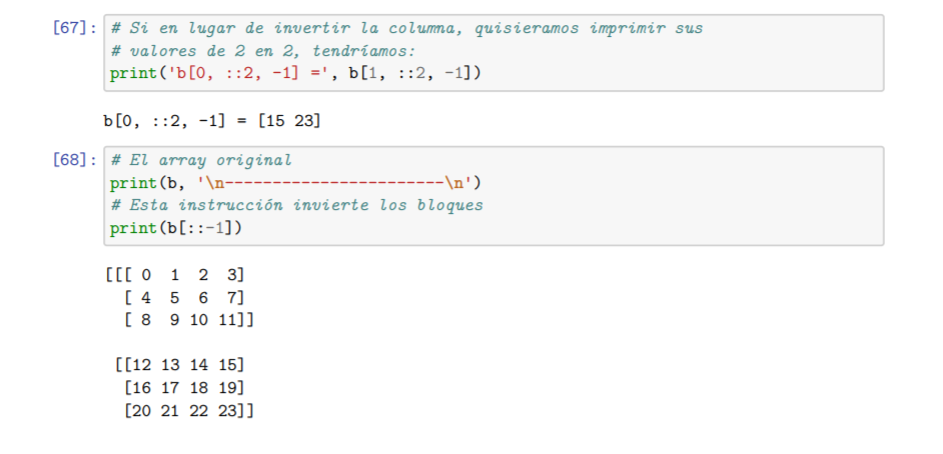 [67]: # Si en lugar de invertir la columna, quisieramos imprimir sus
# valores de 2 en 2, tendríamos:
print('b[0, ::2, -1] =', b[1, ::2, -1])
b[0, ::2, -1] = [15 23]
[68]: # El array original
print(b, '\n-----------------------\n')
# Esta instrucción invierte los bloques
print(b[::-1])
[[[ 0  1  2  3]
  [ 4  5  6  7]
  [ 8  9 10 11]]
 [[12 13 14 15]
  [16 17 18 19]
  [20 21 22 23]]